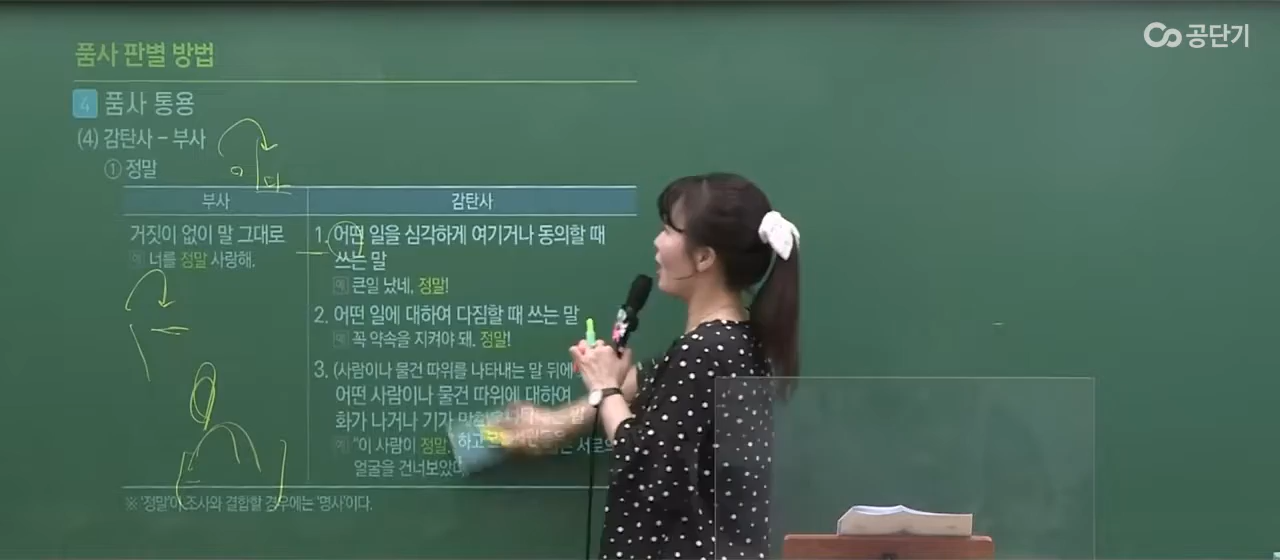 공단기
품사 판별 방법
4 품사 통용
(4) 감탄사 – 부사
이다
① 정말
부사 감탄사
거짓이 없이 말 그대로
예 너를 정말 사랑해.
1. 어떤 일을 심각하게 여기거나 동의할 때
쓰는 말
예 큰일 났네, 정말!
2. 어떤 일에 대하여 다짐할 때 쓰는 말
예 꼭 약속을 지켜야 돼, 정말!
3. (사람이나 물건 따위를 나타내는 말 뒤에
어떤 사람이나 물건 따위에 대하여
화가 나거나 기가
예 "이 사람이 정말. 하고 서로의
얼굴을 건너보았다.
※ '정말'이 조사와 결합할 경우에는 '명사'이다.